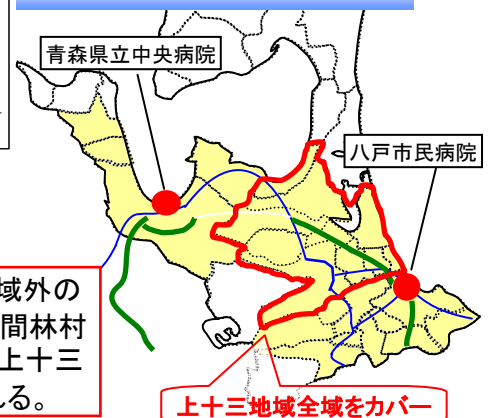 青森県立中央病院
八戸市民病院
域外の
間林村
上十三
れる。
上十三地域全域をカバー